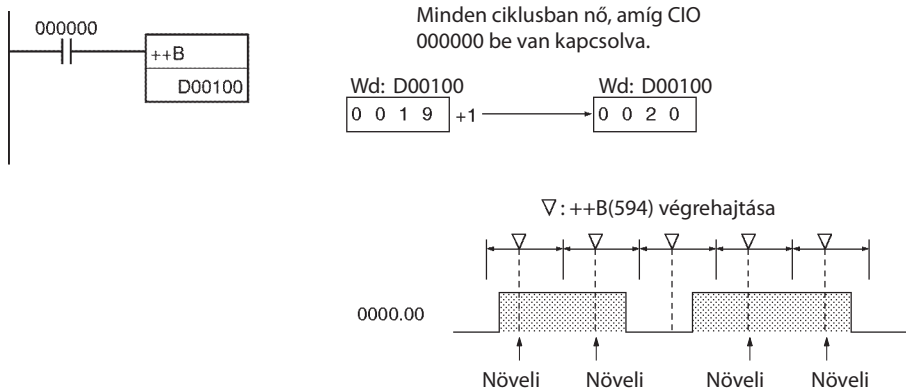 000000
++B
D00100
Minden ciklusban nő, amíg CIO
000000 be van kapcsolva.
Wd: D00100
Wd: D00100
0 0 1 9 +1
0 0 2 0
∇: ++B(594) végrehajtása
0000.00
Növeli Növeli Növeli Növeli